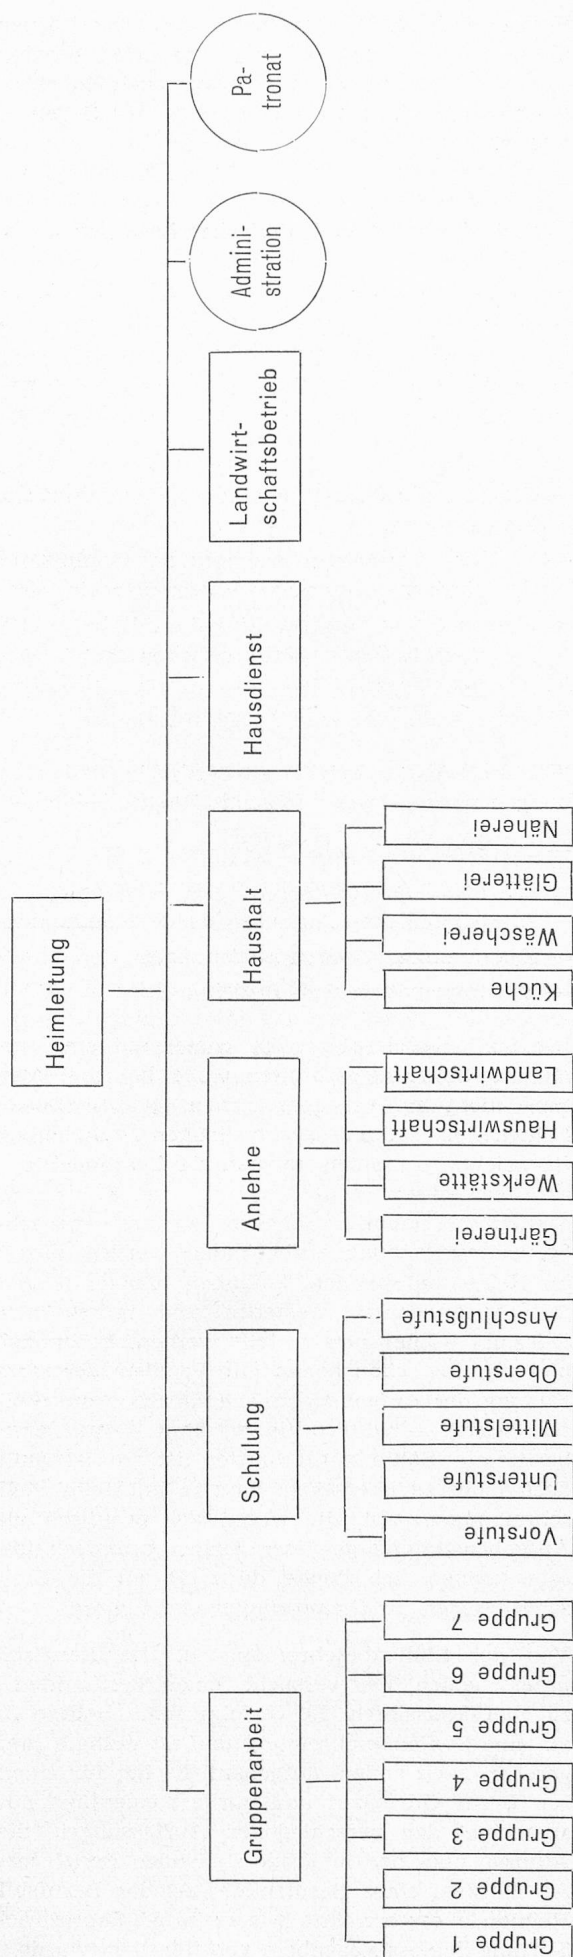 Heimleitung
Gruppenarbeit
Schulung
Anlehre
Haushalt
Hausdienst
Landwirt-
schaftsbetrieb
Admini-
stration
Pa-
tronat
Gruppe 1
Gruppe 2
Gruppe 3
Gruppe 4
Gruppe 5
Gruppe 6
Gruppe 7
Vorstufe
Unterstufe
Mittelstufe
Oberstufe
Anschlußstufe
Gärtnerei
Werkstätte
Hauswirtschaft
Landwirtschaft
Küche
Wäscherei
Glätterei
Näherei